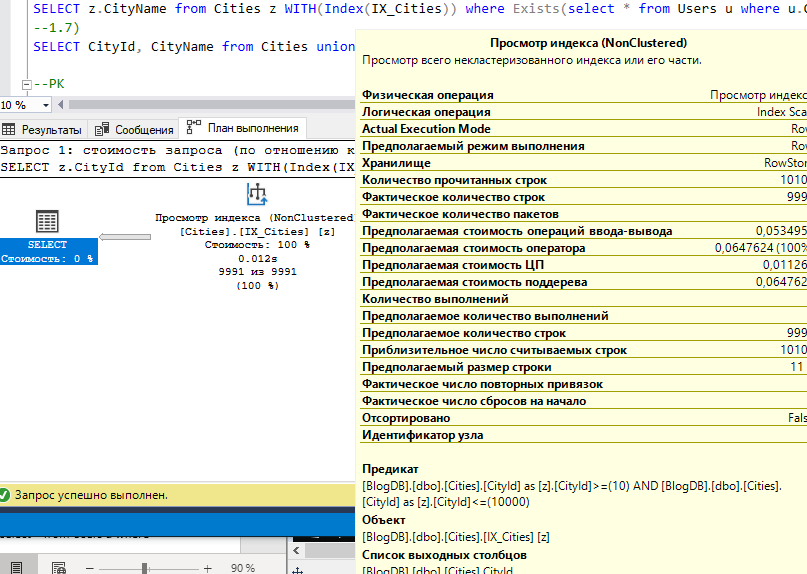 SELECT z.CityName from Cities z WITH(Index(IX_Cities)) where Exists(select * from Users u where u.
--1.7)
SELECT CityId, CityName from Cities union
--PK
10 %
Результаты Сообщения План выполнения
Запрос 1: стоимость запроса (по отношению к
SELECT z.CityId from Cities z WITH(Index(IX
Просмотр индекса (NonClustered
[Cities].[IX_Cities] [z]
Стоимость: 100 %
0.012s
9991 из 9991
(100 %)
SELECT
Стоимость: 0 %
Запрос успешно выполнен.
90 %
Просмотр индекса (NonClustered)
Просмотр всего некластеризованного индекса или его части.
Физическая операция Просмотр индекс
Логическая операция Index Sca
Actual Execution Mode Ro
Предполагаемый режим выполнения Ro
Хранилище RowStor
Количество прочитанных строк 1010
Фактическое количество строк 999
Фактическое количество пакетов
Предполагаемая стоимость операций ввода-вывода 0,053495
Предполагаемая стоимость оператора 0,0647624 (100%
Предполагаемая стоимость ЦП 0,01126
Предполагаемая стоимость поддерева 0,064762
Количество выполнений
Предполагаемое количество выполнений
Предполагаемое количество строк 999
Приблизительное число считываемых строк 1010
Предполагаемый размер строки 11
Фактическое число повторных привязок
Фактическое число сбросов на начало
Отсортировано Fals
Идентификатор узла
Предикат
[BlogDB].[dbo].[Cities].[CityId] as [z].[CityId]>=(10) AND [BlogDB].[dbo].[Cities].
[CityId] as [z].[CityId]<=(10000)
Объект
[BlogDB].[dbo].[Cities].[IX_Cities] [z]
Список выходных столбцов
[BlogDB].[dbo].[Cities].CityId